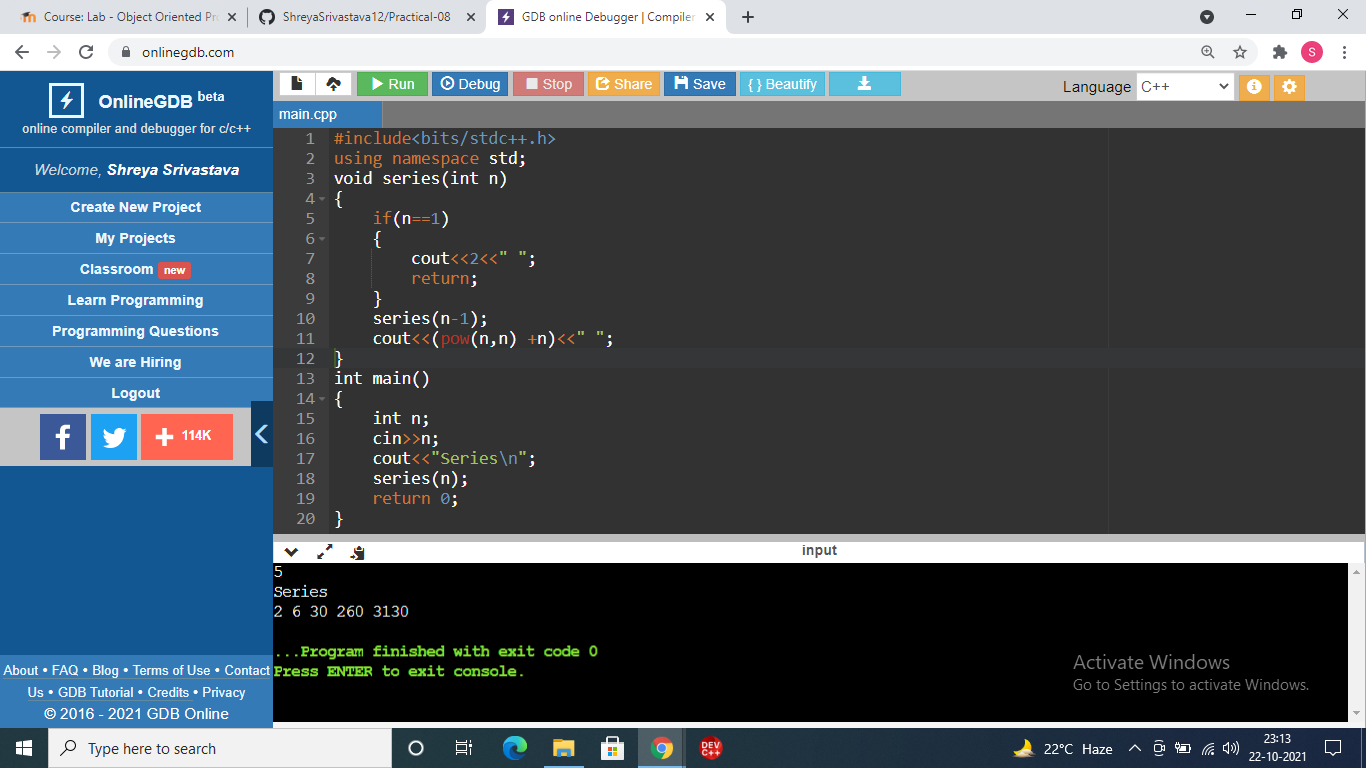 Course: Lab - Object Oriented Pr
ShreyaSrivastava12/Practical-08
GDB online Debugger | Compiler
onlinegdb.com
S
OnlineGDB beta
online compiler and debugger for c/c++
Welcome, Shreya Srivastava
Create New Project
My Projects
Classroom new
Learn Programming
Programming Questions
We are Hiring
Logout
f
+ 114K
About • FAQ • Blog • Terms of Use • Contact
Us • GDB Tutorial • Credits • Privacy
© 2016 - 2021 GDB Online
Run Debug Stop Share Save { } Beautify
Language C++
main.cpp
1 #include<bits/stdc++.h>
2 using namespace std;
3 void series(int n)
4 {
5     if(n==1)
6     {
7         cout<<2<<" ";
8         return;
9     }
10     series(n-1);
11     cout<<(pow(n,n) +n)<<" ";
12 }
13 int main()
14 {
15     int n;
16     cin>>n;
17     cout<<"Series\n";
18     series(n);
19     return 0;
20 }
input
5
Series
2 6 30 260 3130
...Program finished with exit code 0
Press ENTER to exit console.
Activate Windows
Go to Settings to activate Windows.
Type here to search
DEV
C++
22°C Haze
23:13
22-10-2021